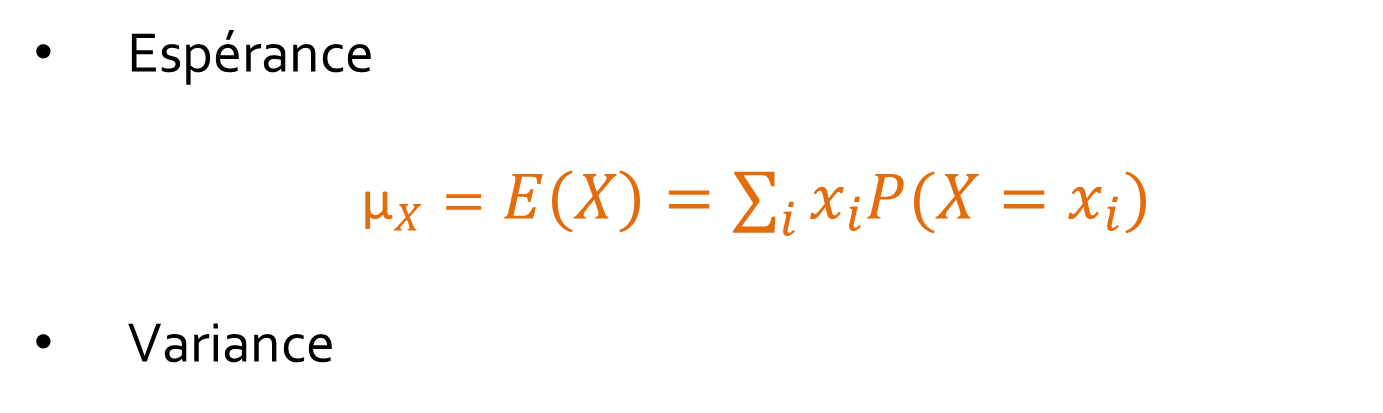 • Espérance
μ_X = E(X) = ∑_i x_i P(X = x_i)
• Variance